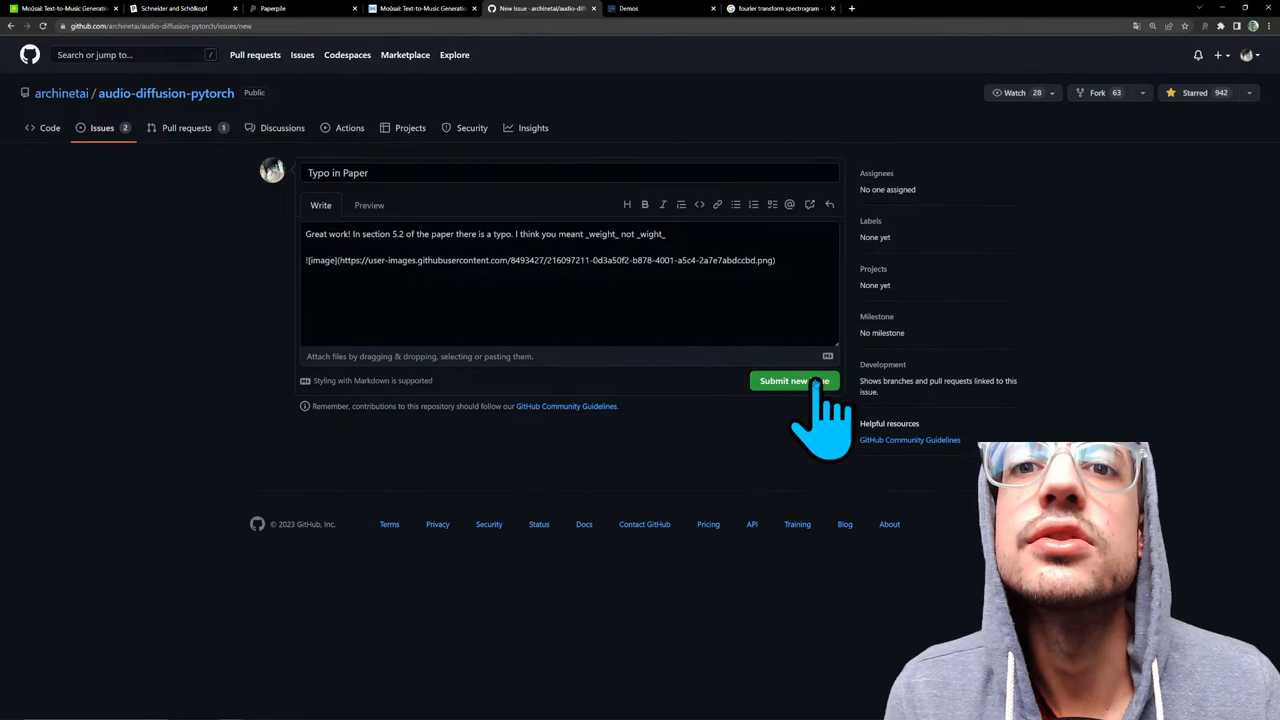 Moûsai: Text-to-Music Generation
Schneider and Schölkopf
Paperpile
Moûsai: Text-to-Music Generation
New Issue · archinetai/audio-dif
Demos
fourier transform spectrogram -
github.com/archinetai/audio-diffusion-pytorch/issues/new
Search or jump to... /
Pull requests Issues Codespaces Marketplace Explore
archinetai / audio-diffusion-pytorch Public
Watch 28 Fork 63 Starred 942
Code Issues 2 Pull requests 1 Discussions Actions Projects Security Insights
Typo in Paper
Write Preview
Great work! In section 5.2 of the paper there is a typo. I think you meant _weight_ not _wight_
![image](https://user-images.githubusercontent.com/8493427/216097211-0d3a50f2-b878-4001-a5c4-2a7e7abdccbd.png)
Attach files by dragging & dropping, selecting or pasting them.
Styling with Markdown is supported
Submit new
Remember, contributions to this repository should follow our GitHub Community Guidelines.
Assignees
No one assigned
Labels
None yet
Projects
None yet
Milestone
No milestone
Development
Shows branches and pull requests linked to this
issue.
Helpful resources
GitHub Community Guidelines
© 2023 GitHub, Inc. Terms Privacy Security Status Docs Contact GitHub Pricing API Training Blog About